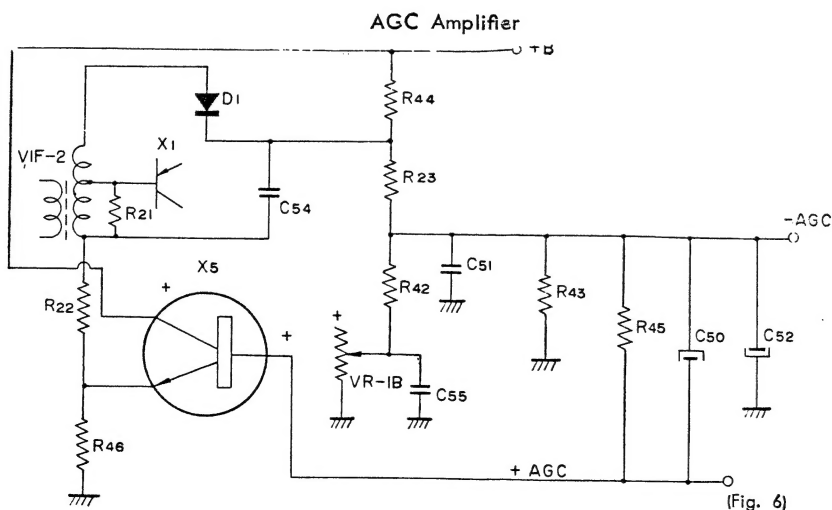 AGC Amplifier
+B
R44
D1
X1
VIF-2
R23
C54
R21
-AGC
X5
C51
R42
R43
R22
+
+
+
R45
C50
C52
VR-1B
C55
R46
+ AGC
(Fig. 6)